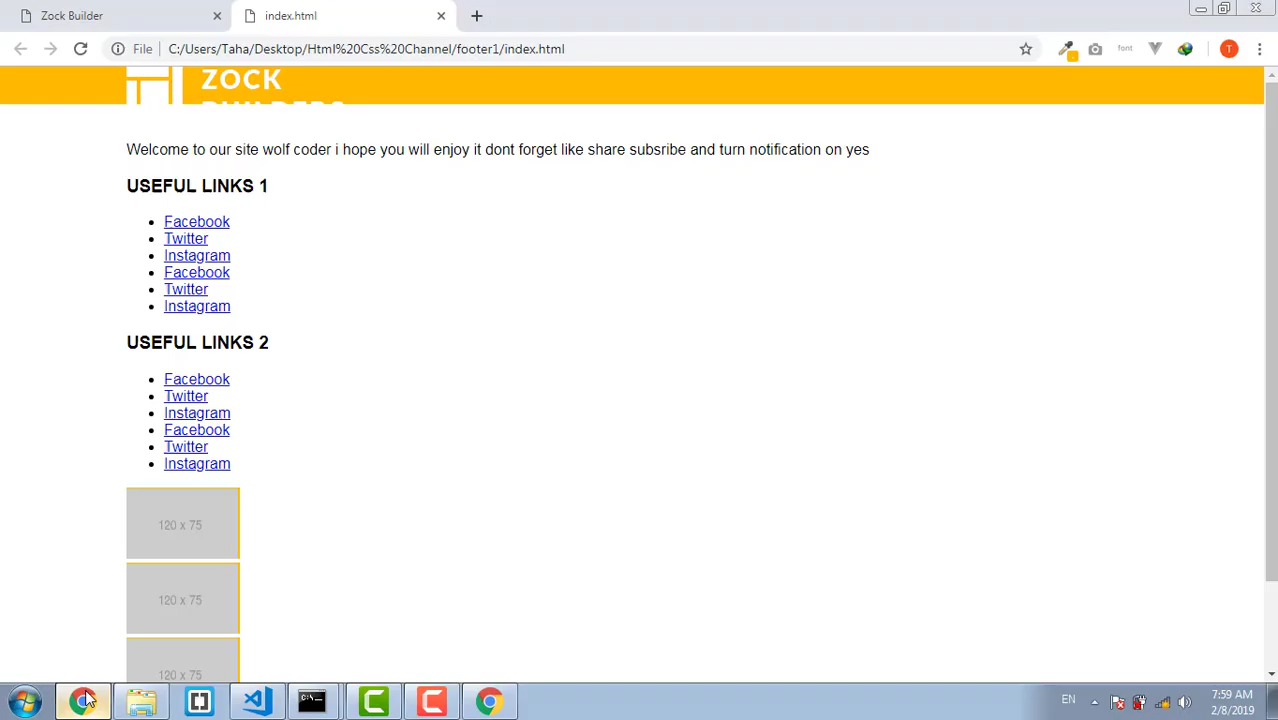 Zock Builder
index.html
File
C:/Users/Taha/Desktop/Html%20Css%20Channel/footer1/index.html
font
T
ZOCK
BUILDERS
Welcome to our site wolf coder i hope you will enjoy it dont forget like share subsribe and turn notification on yes
USEFUL LINKS 1
Facebook
Twitter
Instagram
Facebook
Twitter
Instagram
USEFUL LINKS 2
Facebook
Twitter
Instagram
Facebook
Twitter
Instagram
120 x 75
120 x 75
120 x 75
EN
7:59 AM
2/8/2019